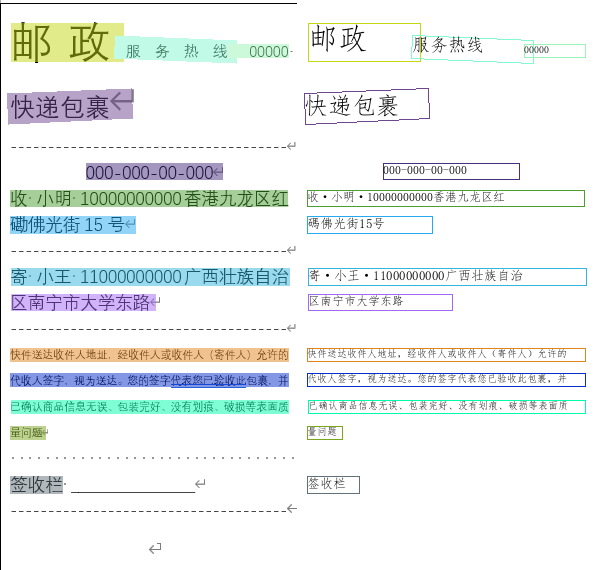 邮政 服务热线 00000
邮政 服务热线 00000
快递包裹
快递包裹
000-000-00-000
000-000-00-000
收·小明·10000000000香港九龙区红
收·小明·10000000000香港九龙区红
磡佛光街 15 号
碼佛光街15号
寄·小王·11000000000广西壮族自治
寄·小王·11000000000广西壮族自治
区南宁市大学东路
区南宁市大学东路
快件送达收件人地址，经收件人或收件人（寄件人）允许的
快件送达收件人地址，经收件人或收件人（寄件人）允许的
代收人签字，视为送达。您的签字代表您已验收此包裹，并
代收人签字，视为送达。您的签字代表您已验收此包裹，并
已确认商品信息无误、包装完好、没有划痕、破损等表面质
已确认商品信息无误、包装完好、没有划痕、破损等表面质
量问题
量问题
签收栏
签收栏